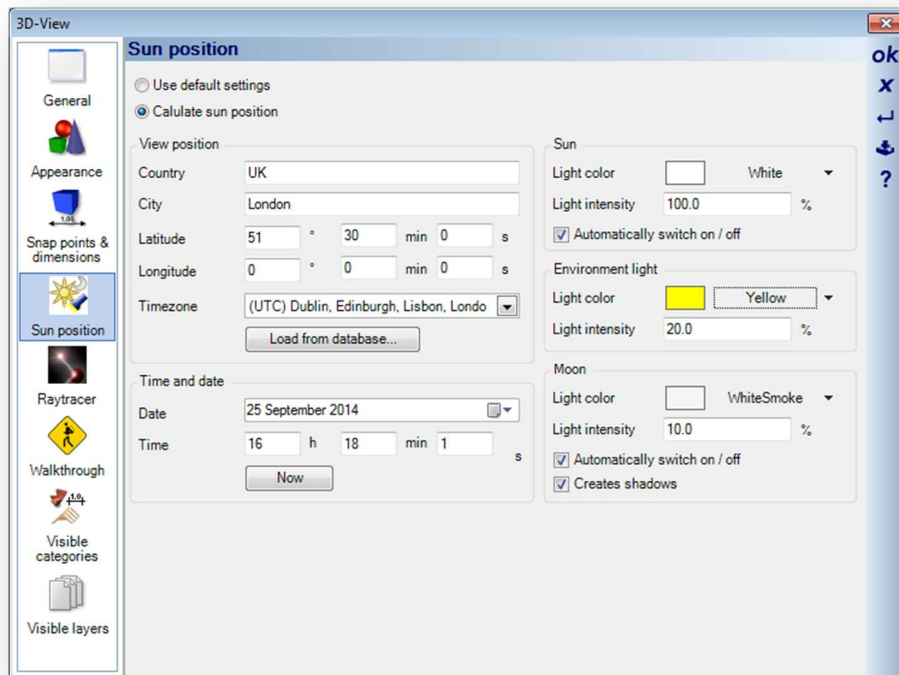 3D-View
General
Appearance
1,00
Snap points &
dimensions
Sun position
Raytracer
Walkthrough
1.0
Visible
categories
Visible layers
Sun position
Use default settings
Calulate sun position
View position
Country UK
City London
Latitude 51 ° 30 min 0 s
Longitude 0 ° 0 min 0 s
Timezone (UTC) Dublin, Edinburgh, Lisbon, Londo
Load from database...
Time and date
Date 25 September 2014
Time 16 h 18 min 1 s
Now
Sun
Light color White
Light intensity 100.0 %
Automatically switch on / off
Environment light
Light color Yellow
Light intensity 20.0 %
Moon
Light color WhiteSmoke
Light intensity 10.0 %
Automatically switch on / off
Creates shadows
ok
x
?